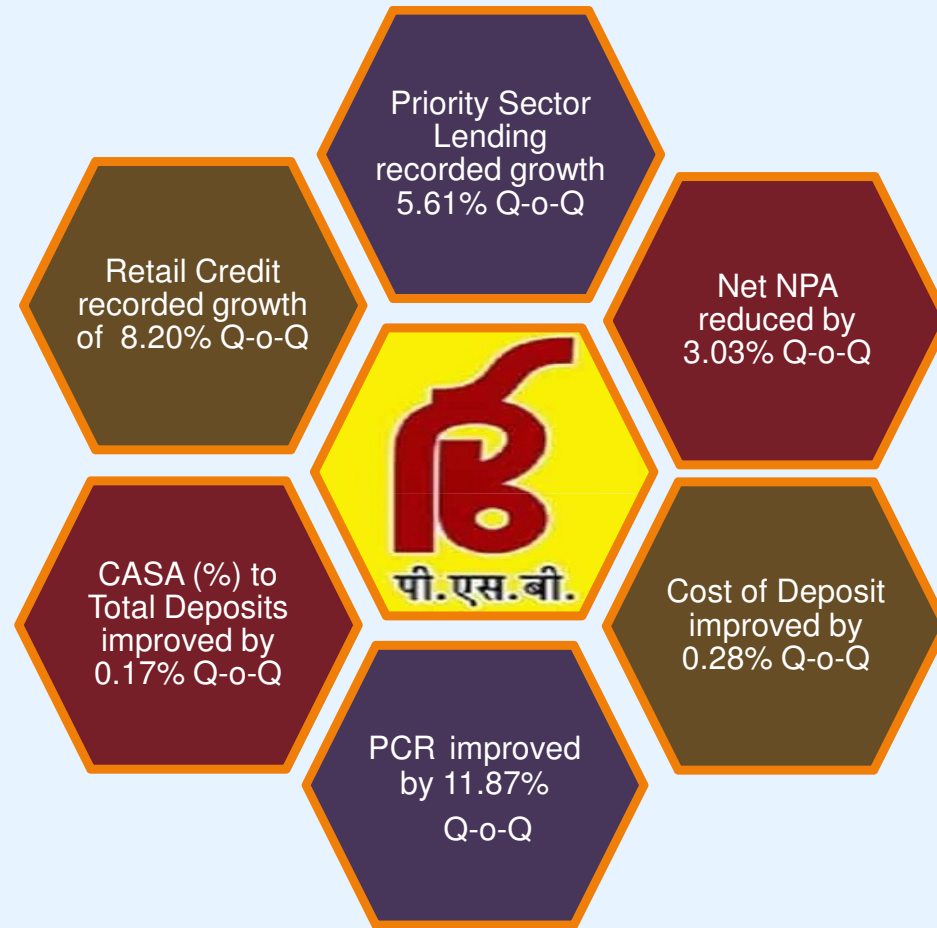 Priority Sector
Lending
recorded growth
5.61% Q-o-Q
Retail Credit
recorded growth
of 8.20% Q-o-Q
Net NPA
reduced by
3.03% Q-o-Q
पी.एस.बी.
CASA (%) to
Total Deposits
improved by
0.17% Q-o-Q
Cost of Deposit
improved by
0.28% Q-o-Q
PCR improved
by 11.87%
Q-o-Q